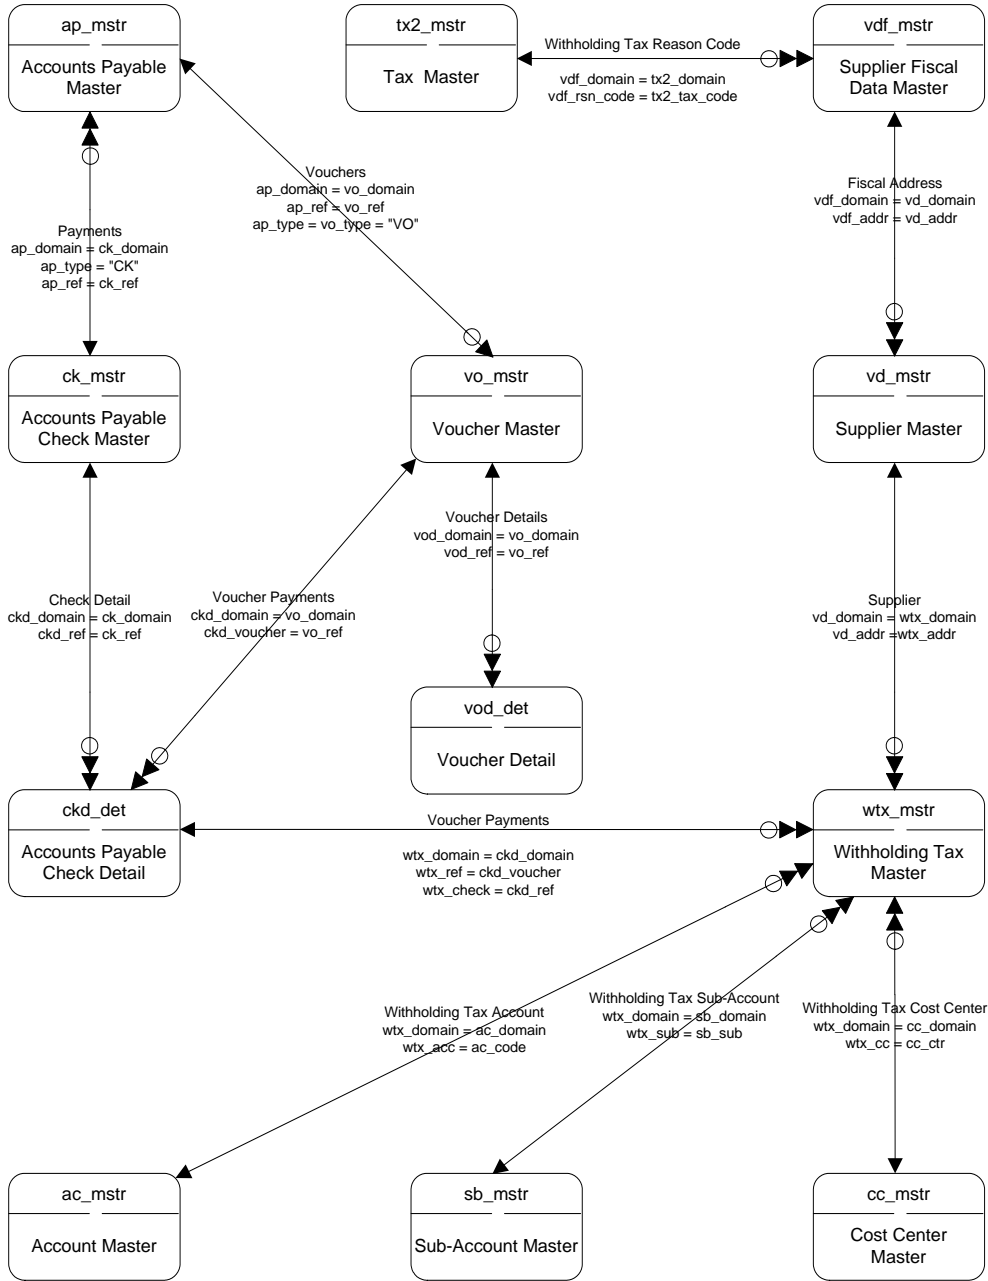 ap_mstr
Accounts Payable
Master
tx2_mstr
Tax Master
Withholding Tax Reason Code
vdf_domain = tx2_domain
vdf_rsn_code = tx2_tax_code
vdf_mstr
Supplier Fiscal
Data Master
Vouchers
ap_domain = vo_domain
ap_ref = vo_ref
ap_type = vo_type = "VO"
Fiscal Address
vdf_domain = vd_domain
vdf_addr = vd_addr
Payments
ap_domain = ck_domain
ap_type = "CK"
ap_ref = ck_ref
ck_mstr
Accounts Payable
Check Master
vo_mstr
Voucher Master
vd_mstr
Supplier Master
Voucher Details
vod_domain = vo_domain
vod_ref = vo_ref
Check Detail
ckd_domain = ck_domain
ckd_ref = ck_ref
Voucher Payments
ckd_domain = vo_domain
ckd_voucher = vo_ref
Supplier
vd_domain = wtx_domain
vd_addr =wtx_addr
vod_det
Voucher Detail
ckd_det
Accounts Payable
Check Detail
Voucher Payments
wtx_domain = ckd_domain
wtx_ref = ckd_voucher
wtx_check = ckd_ref
wtx_mstr
Withholding Tax
Master
Withholding Tax Account
wtx_domain = ac_domain
wtx_acc = ac_code
Withholding Tax Sub-Account
wtx_domain = sb_domain
wtx_sub = sb_sub
Withholding Tax Cost Center
wtx_domain = cc_domain
wtx_cc = cc_ctr
ac_mstr
Account Master
sb_mstr
Sub-Account Master
cc_mstr
Cost Center
Master